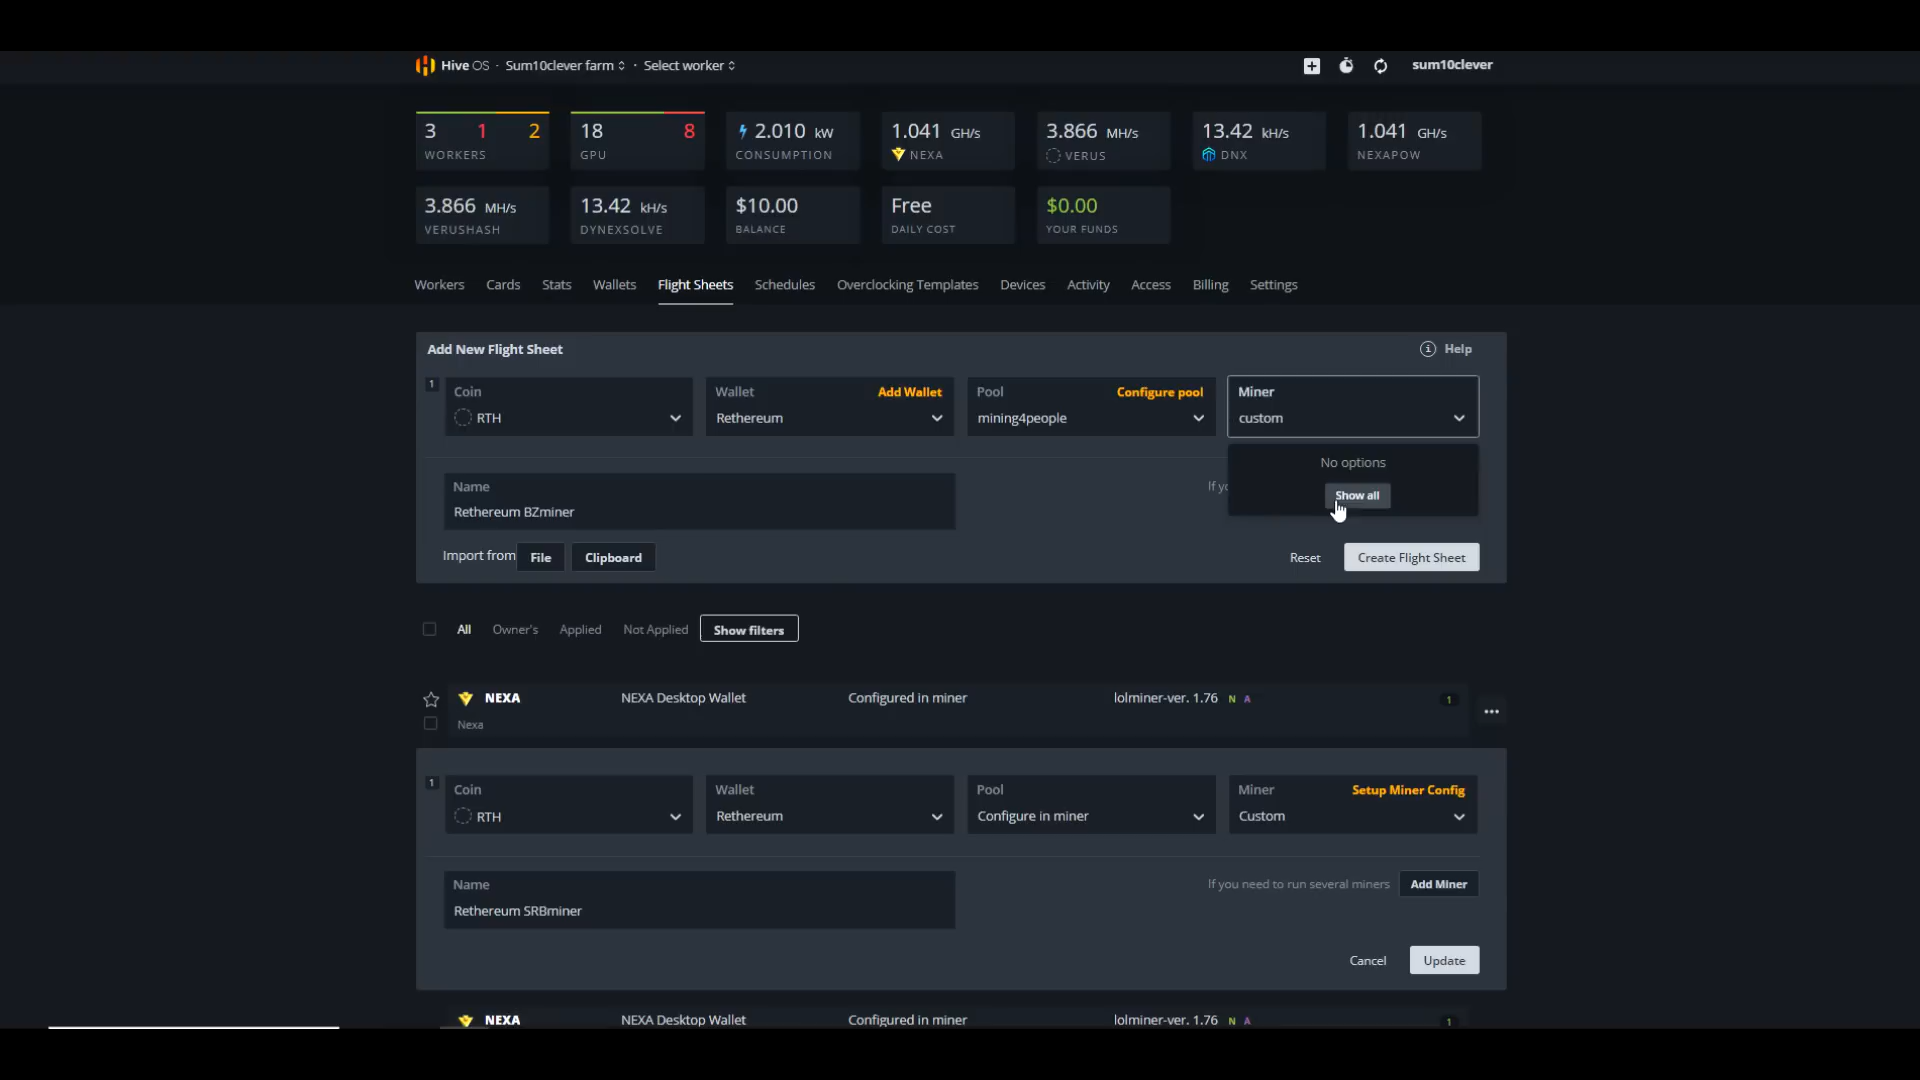 Hive OS · Sum10clever farm · Select worker sum10clever
3 1 2 18 8 2.010 kW 1.041 GH/s 3.866 MH/s 13.42 kH/s 1.041 GH/s
WORKERS GPU CONSUMPTION NEXA VERUS DNX NEXAPOW
3.866 MH/s 13.42 kH/s $10.00 Free $0.00
VERUSHASH DYNEXSOLVE BALANCE DAILY COST YOUR FUNDS
Workers Cards Stats Wallets Flight Sheets Schedules Overclocking Templates Devices Activity Access Billing Settings
Add New Flight Sheet Help
1 Coin Wallet Add Wallet Pool Configure pool Miner
RTH Rethereum mining4people custom
No options
Name If yo
Show all
Rethereum BZminer
Import from File Clipboard Reset Create Flight Sheet
All Owner's Applied Not Applied Show filters
NEXA NEXA Desktop Wallet Configured in miner lolminer-ver. 1.76 N A 1
Nexa
1 Coin Wallet Pool Miner Setup Miner Config
RTH Rethereum Configure in miner Custom
Name If you need to run several miners Add Miner
Rethereum SRBminer
Cancel Update
NEXA NEXA Desktop Wallet Configured in miner lolminer-ver. 1.76 N A 1